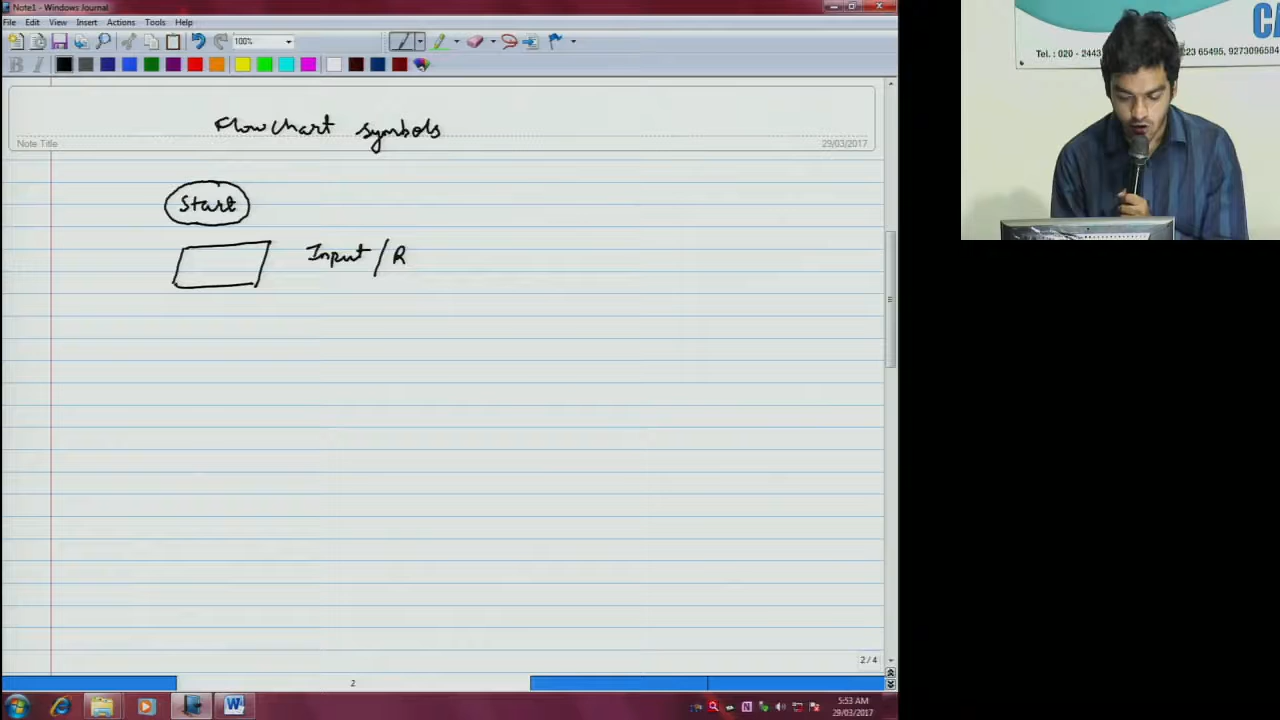 Note1 - Windows Journal
File Edit View Insert Actions Tools Help
100%
B I
Flowchart symbols
Note Title
29/03/2017
Start
Input / R
2 / 4
2
5:53 AM
29/03/2017
CA
Tel. : 020 - 2443
223 65495, 9273096584